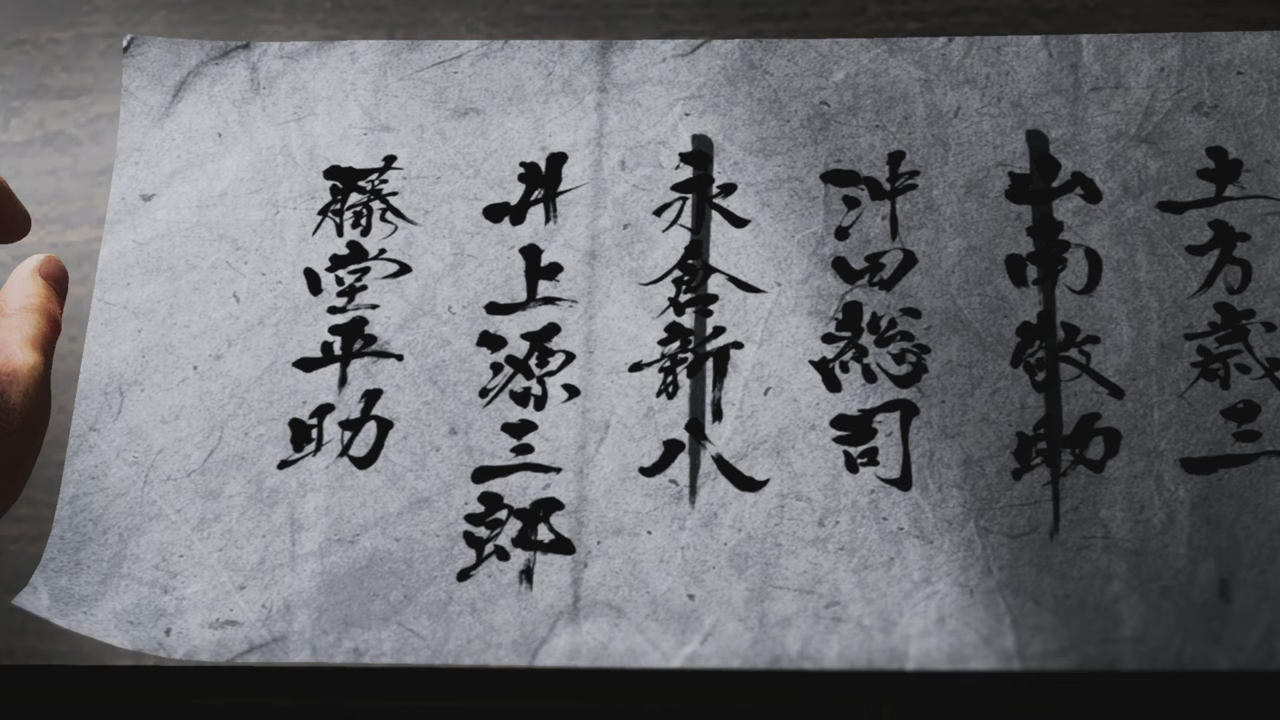 土方歳三
山南敬助
沖田総司
永倉新八
井上源三郎
藤堂平助